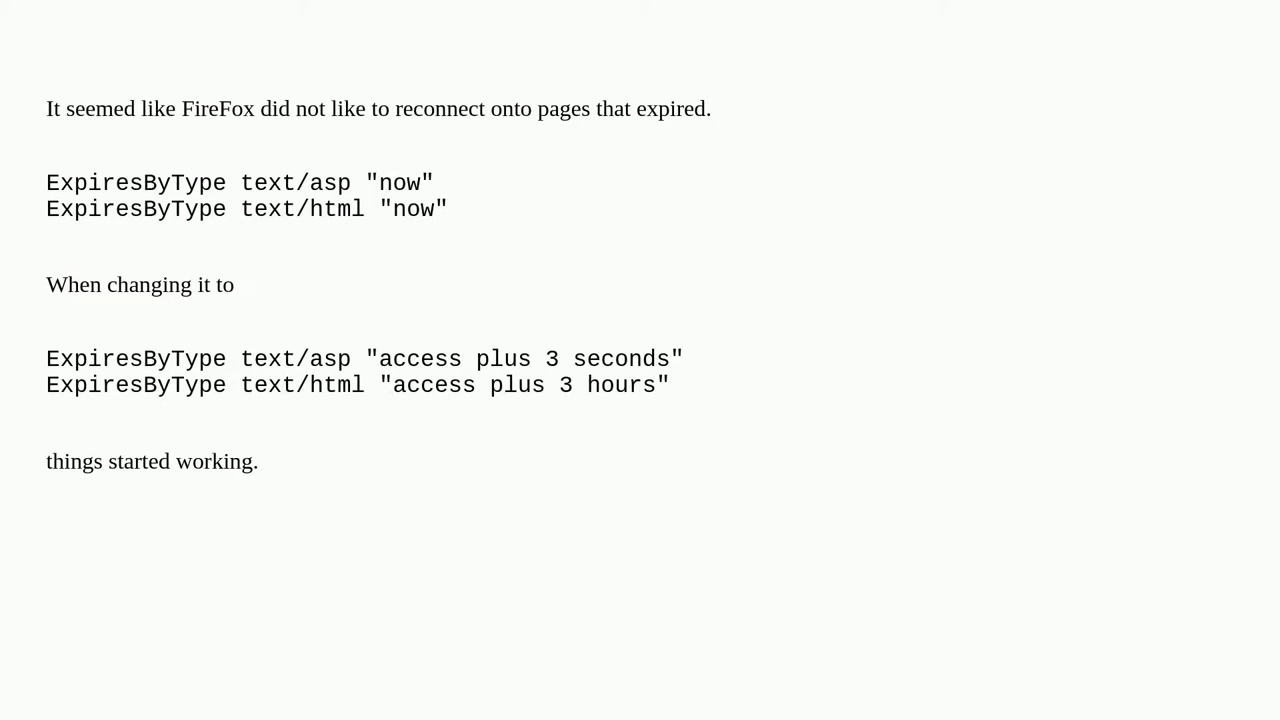 It seemed like FireFox did not like to reconnect onto pages that expired.
ExpiresByType text/asp "now"
ExpiresByType text/html "now"
When changing it to
ExpiresByType text/asp "access plus 3 seconds"
ExpiresByType text/html "access plus 3 hours"
things started working.